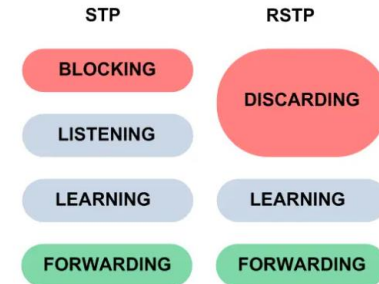 STP RSTP
BLOCKING
DISCARDING
LISTENING
LEARNING LEARNING
FORWARDING FORWARDING